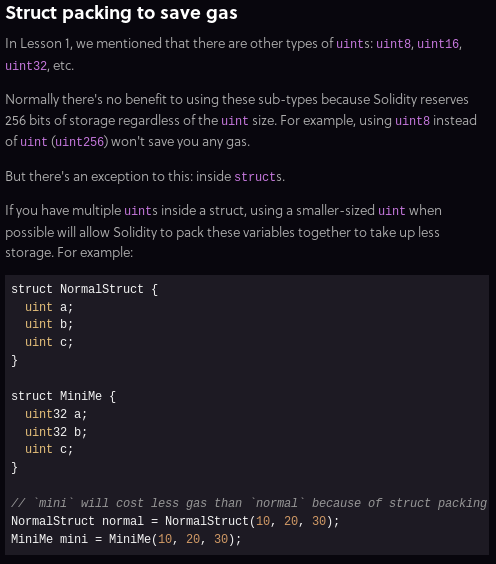 Struct packing to save gas
In Lesson 1, we mentioned that there are other types of uints: uint8, uint16,
uint32, etc.
Normally there's no benefit to using these sub-types because Solidity reserves
256 bits of storage regardless of the uint size. For example, using uint8 instead
of uint (uint256) won't save you any gas.
But there's an exception to this: inside structs.
If you have multiple uints inside a struct, using a smaller-sized uint when
possible will allow Solidity to pack these variables together to take up less
storage. For example:
struct NormalStruct {
  uint a;
  uint b;
  uint c;
}
struct MiniMe {
  uint32 a;
  uint32 b;
  uint c;
}
// `mini` will cost less gas than `normal` because of struct packing
NormalStruct normal = NormalStruct(10, 20, 30);
MiniMe mini = MiniMe(10, 20, 30);